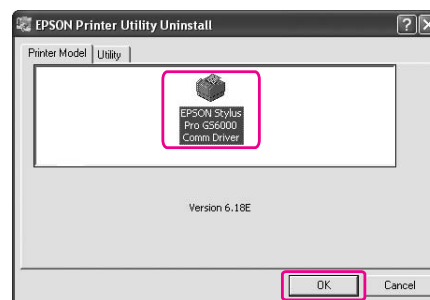 EPSON Printer Utility Uninstall
Printer Model Utility
EPSON Stylus
Pro GS6000
Comm Driver
Version 6.18E
OK Cancel